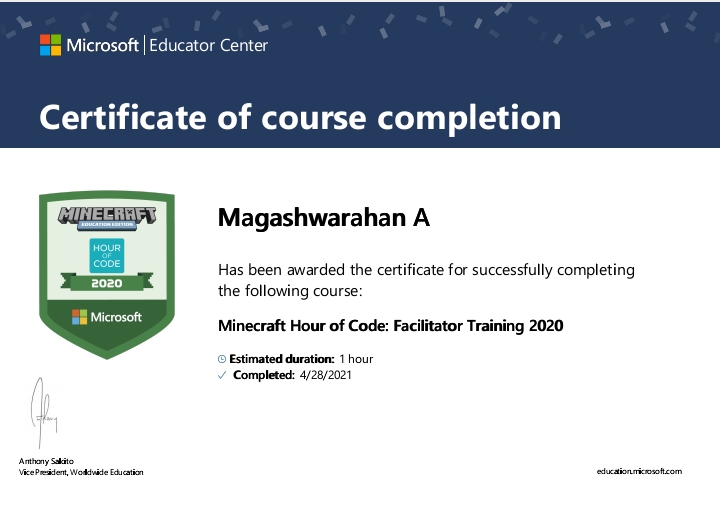 Microsoft | Educator Center
Certificate of course completion
MINECRAFT
EDUCATION EDITION
HOUR
OF
CODE
2020
Microsoft
Magashwarahan A
Has been awarded the certificate for successfully completing
the following course:
Minecraft Hour of Code: Facilitator Training 2020
Estimated duration: 1 hour
Completed: 4/28/2021
Anthony Salcito
Vice President, Worldwide Education
education.microsoft.com